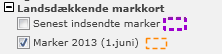 Landsdækkende markkort
Senest indsendte marker
Marker 2013 (1.juni)